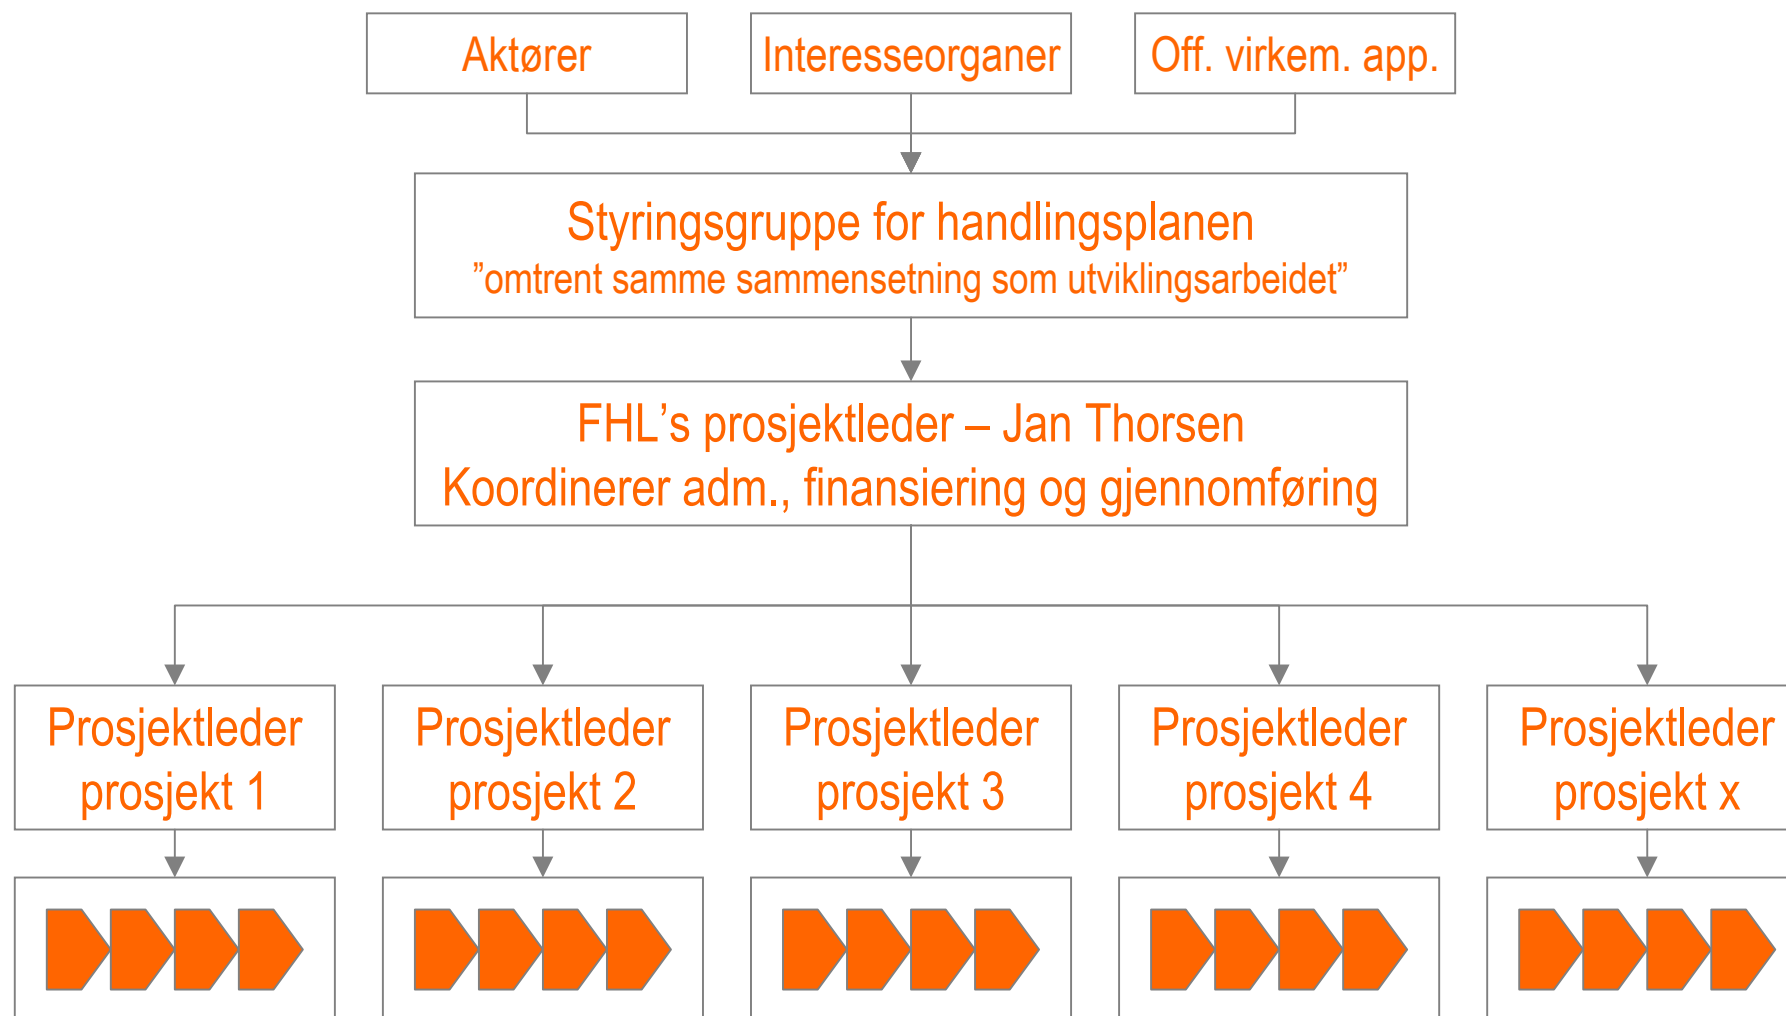 Aktører
Interesseorganer
Off. virkem. app.
Styringsgruppe for handlingsplanen
”omtrent samme sammensetning som utviklingsarbeidet”
FHL’s prosjektleder – Jan Thorsen
Koordinerer adm., finansiering og gjennomføring
Prosjektleder
prosjekt 1
Prosjektleder
prosjekt 2
Prosjektleder
prosjekt 3
Prosjektleder
prosjekt 4
Prosjektleder
prosjekt x